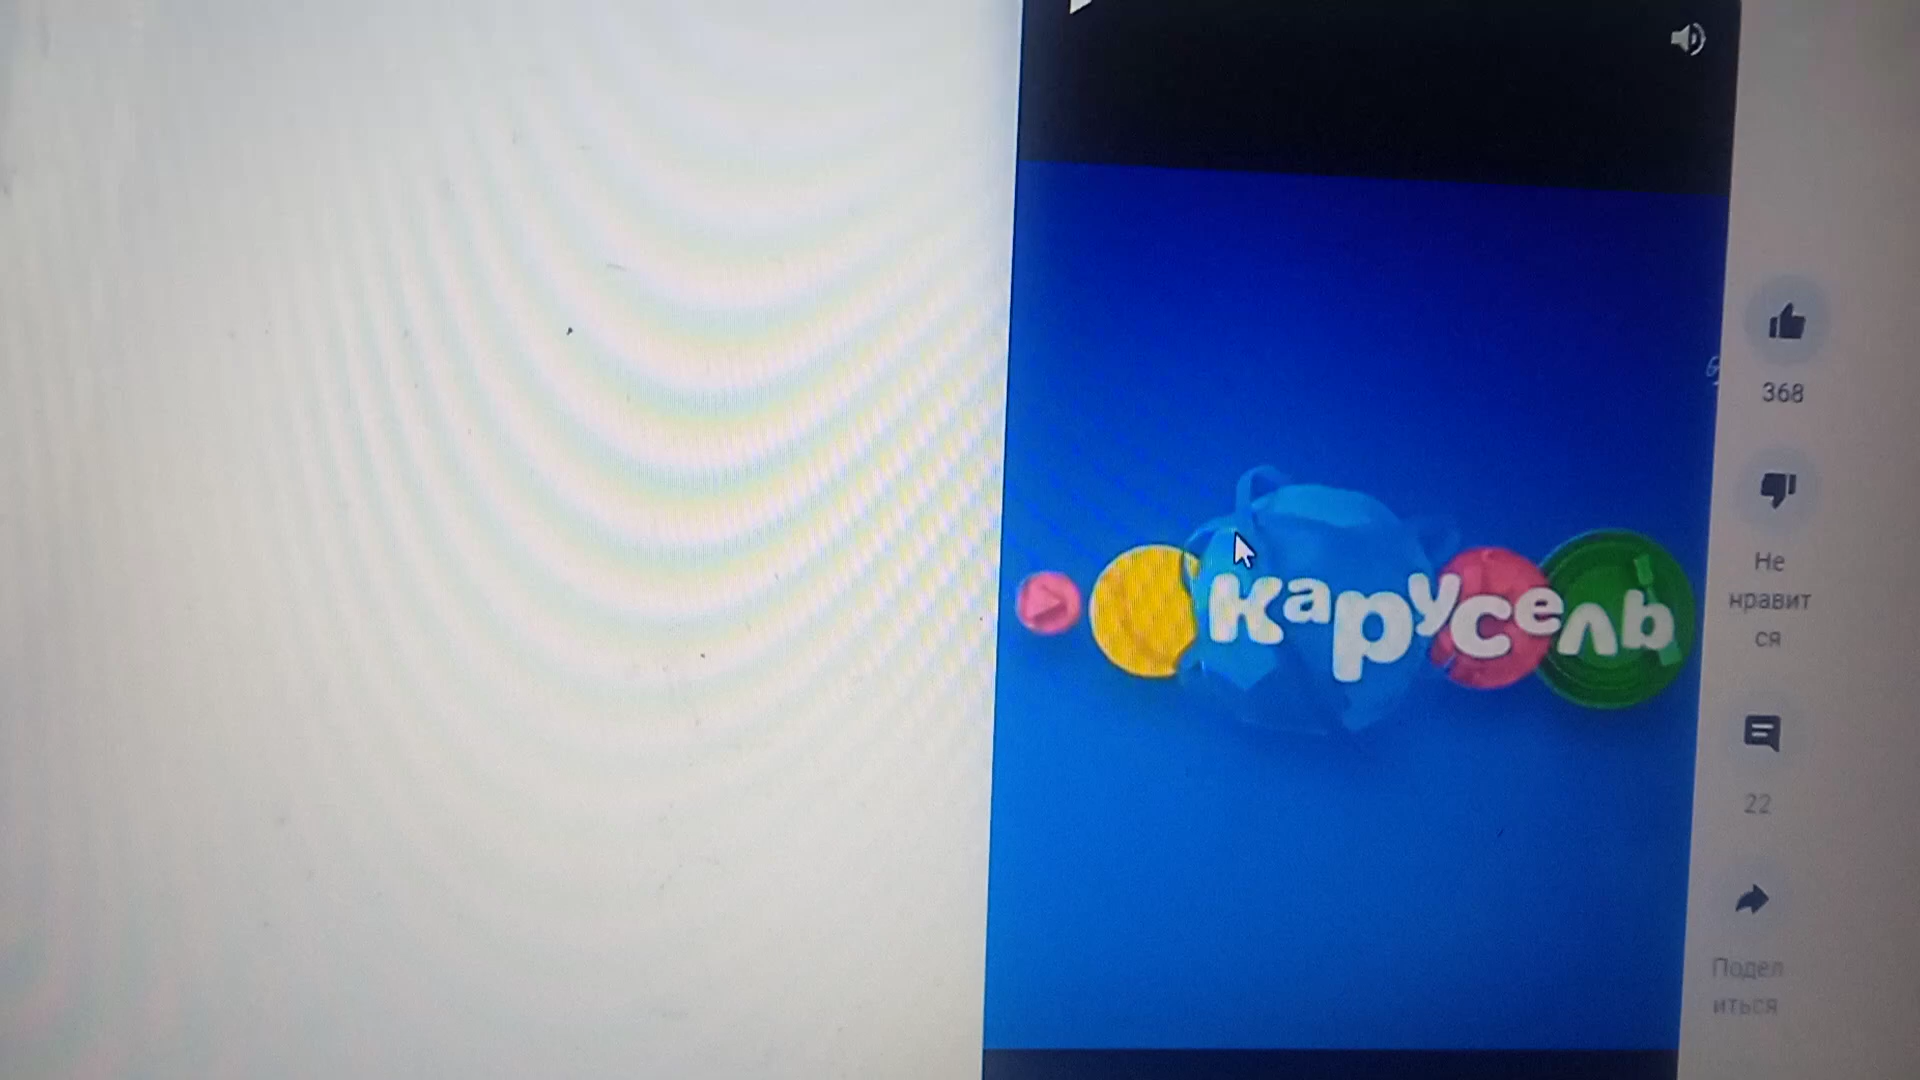 карусель
368
Не
нравит
ся
22
Подел
иться